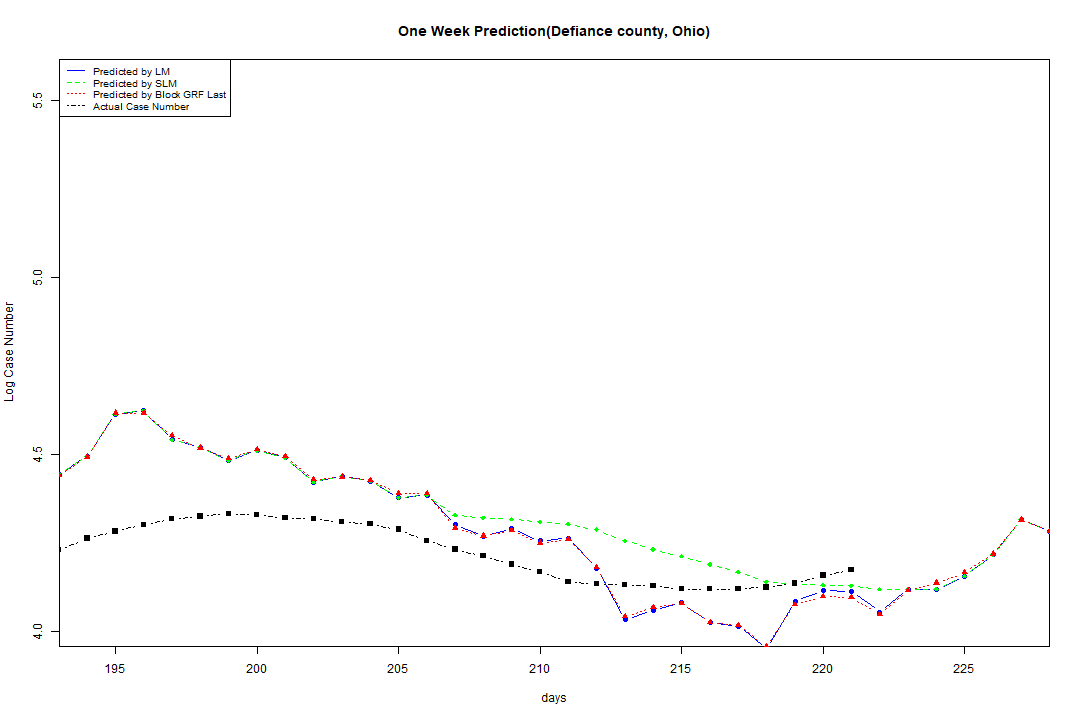 One Week Prediction(Defiance county, Ohio)
Predicted by LM
Predicted by SLM
Predicted by Block GRF Last
Actual Case Number
5.5
5.0
4.5
4.0
Log Case Number
195 200 205 210 215 220 225
days